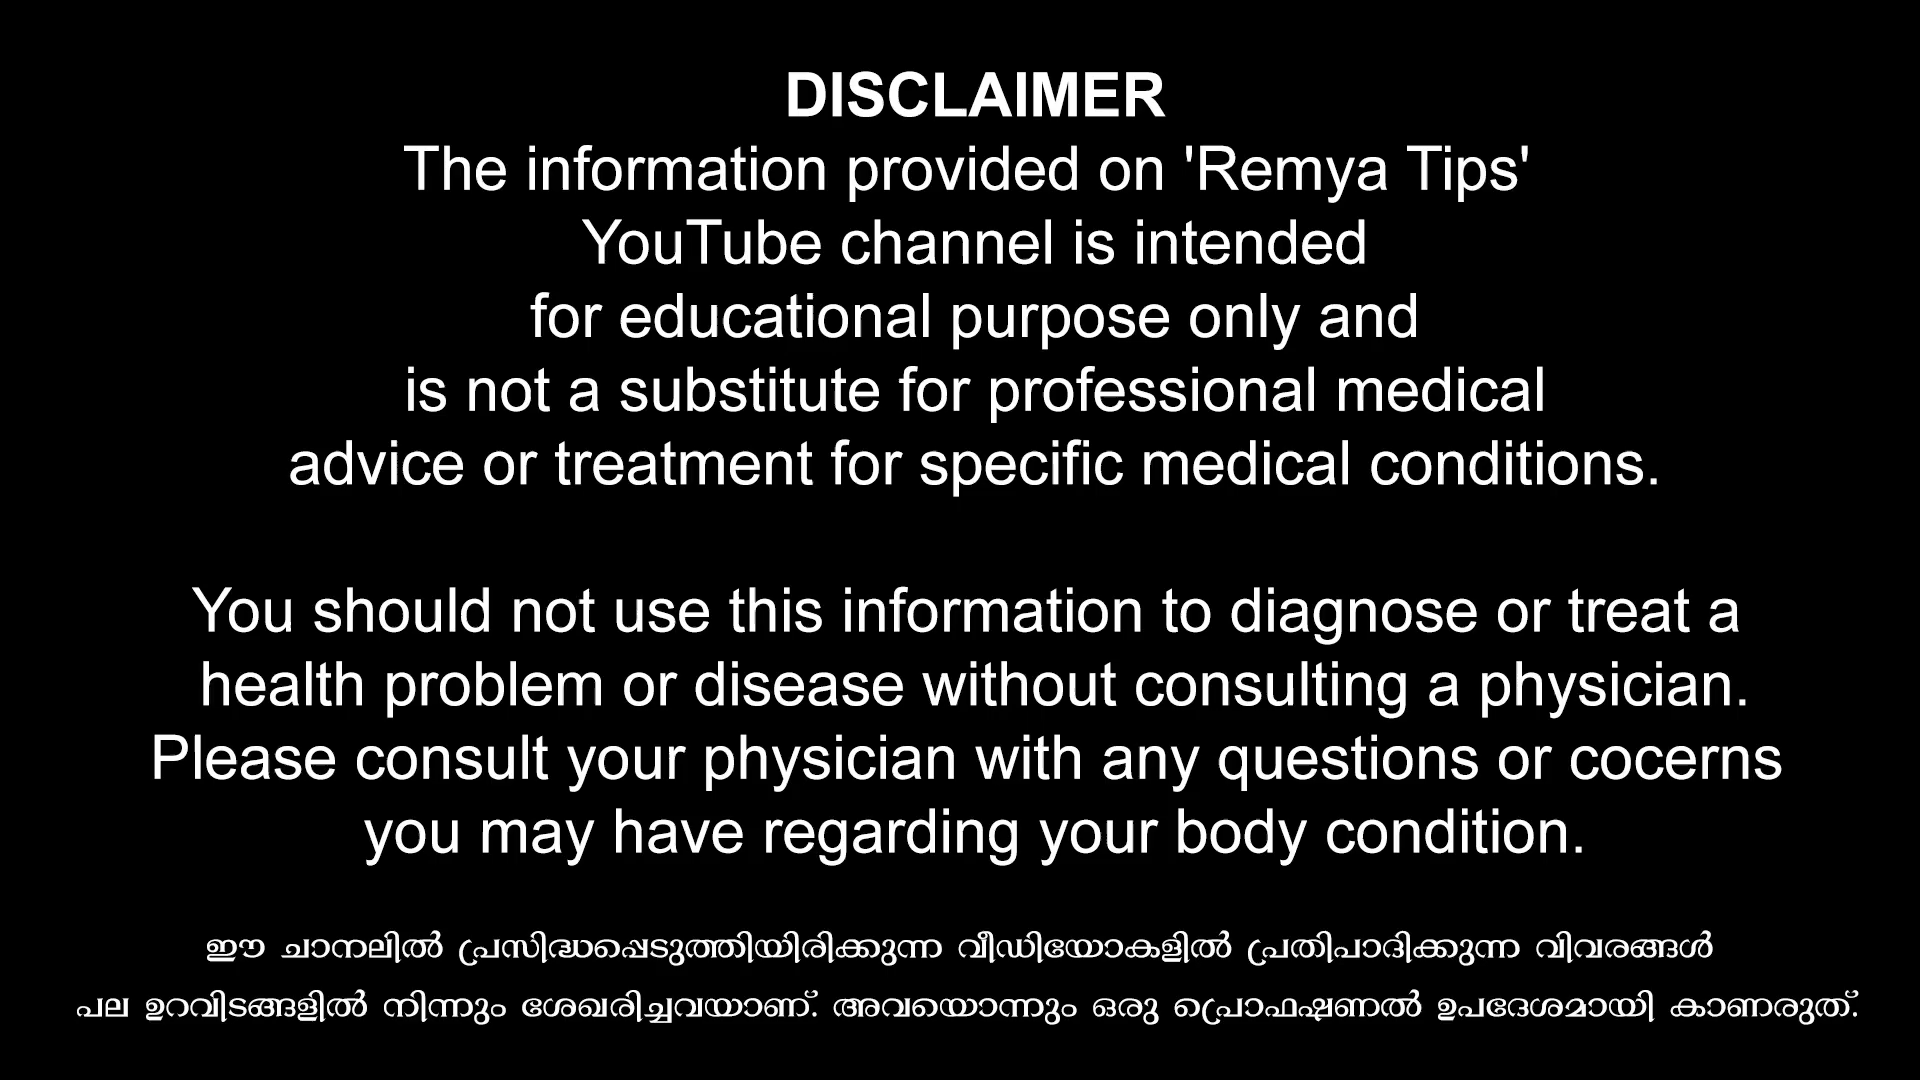 DISCLAIMER
The information provided on 'Remya Tips'
YouTube channel is intended
for educational purpose only and
is not a substitute for professional medical
advice or treatment for specific medical conditions.
You should not use this information to diagnose or treat a
health problem or disease without consulting a physician.
Please consult your physician with any questions or cocerns
you may have regarding your body condition.
ഈ ചാനലിൽ പ്രസിദ്ധപ്പെടുത്തിയിരിക്കുന്ന വീഡിയോകളിൽ പ്രതിപാദിക്കുന്ന വിവരങ്ങൾ
പല ഉറവിടങ്ങളിൽ നിന്നും ശേഖരിച്ചവയാണ്. അവയൊന്നും ഒരു പ്രൊഫഷണൽ ഉപദേശമായി കാണരുത്.